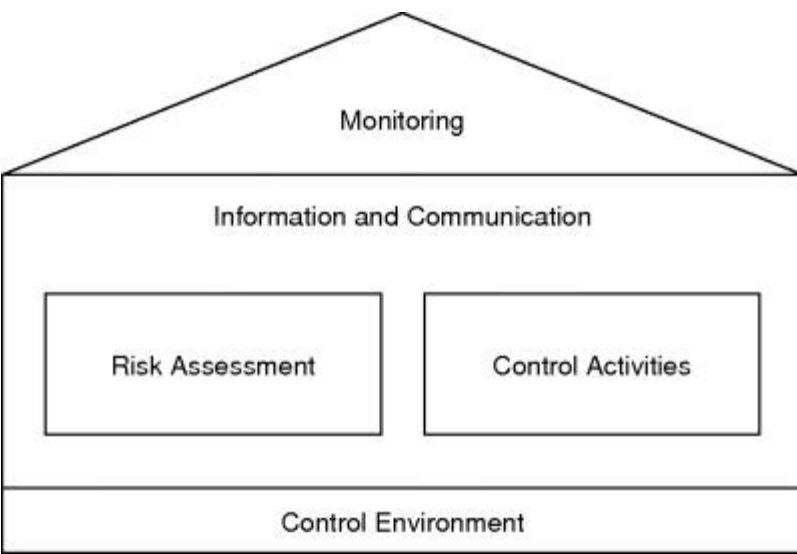 Monitoring
Information and Communication
Risk Assessment
Control Activities
Control Environment